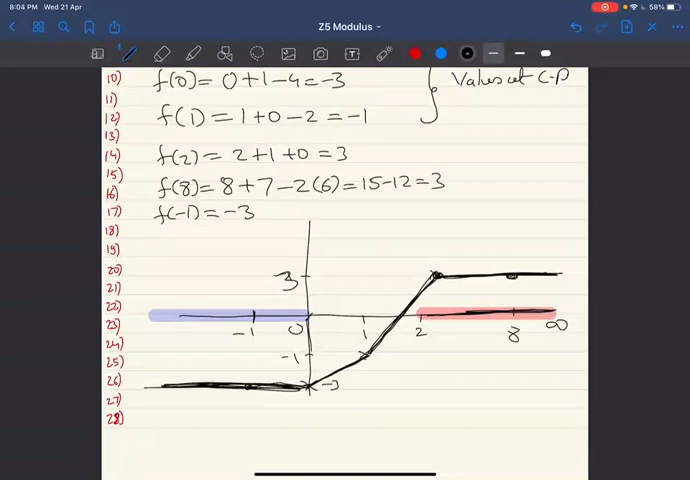 8:04 PM Wed 21 Apr
58%
Z5 Modulus
10) f(0) = 0+1-4=-3
Values at C-P
11)
12) f(1) = 1+0-2 = -1
13)
14) f(2) = 2+1+0 = 3
15)
16) f(8) = 8+7-2(6)=15-12=3
17) f(-1) = -3
18)
19)
20)
21) 3
22)
23) -1 0 1 2 8 ∞
24)
25) -1
26) -3
27)
28)